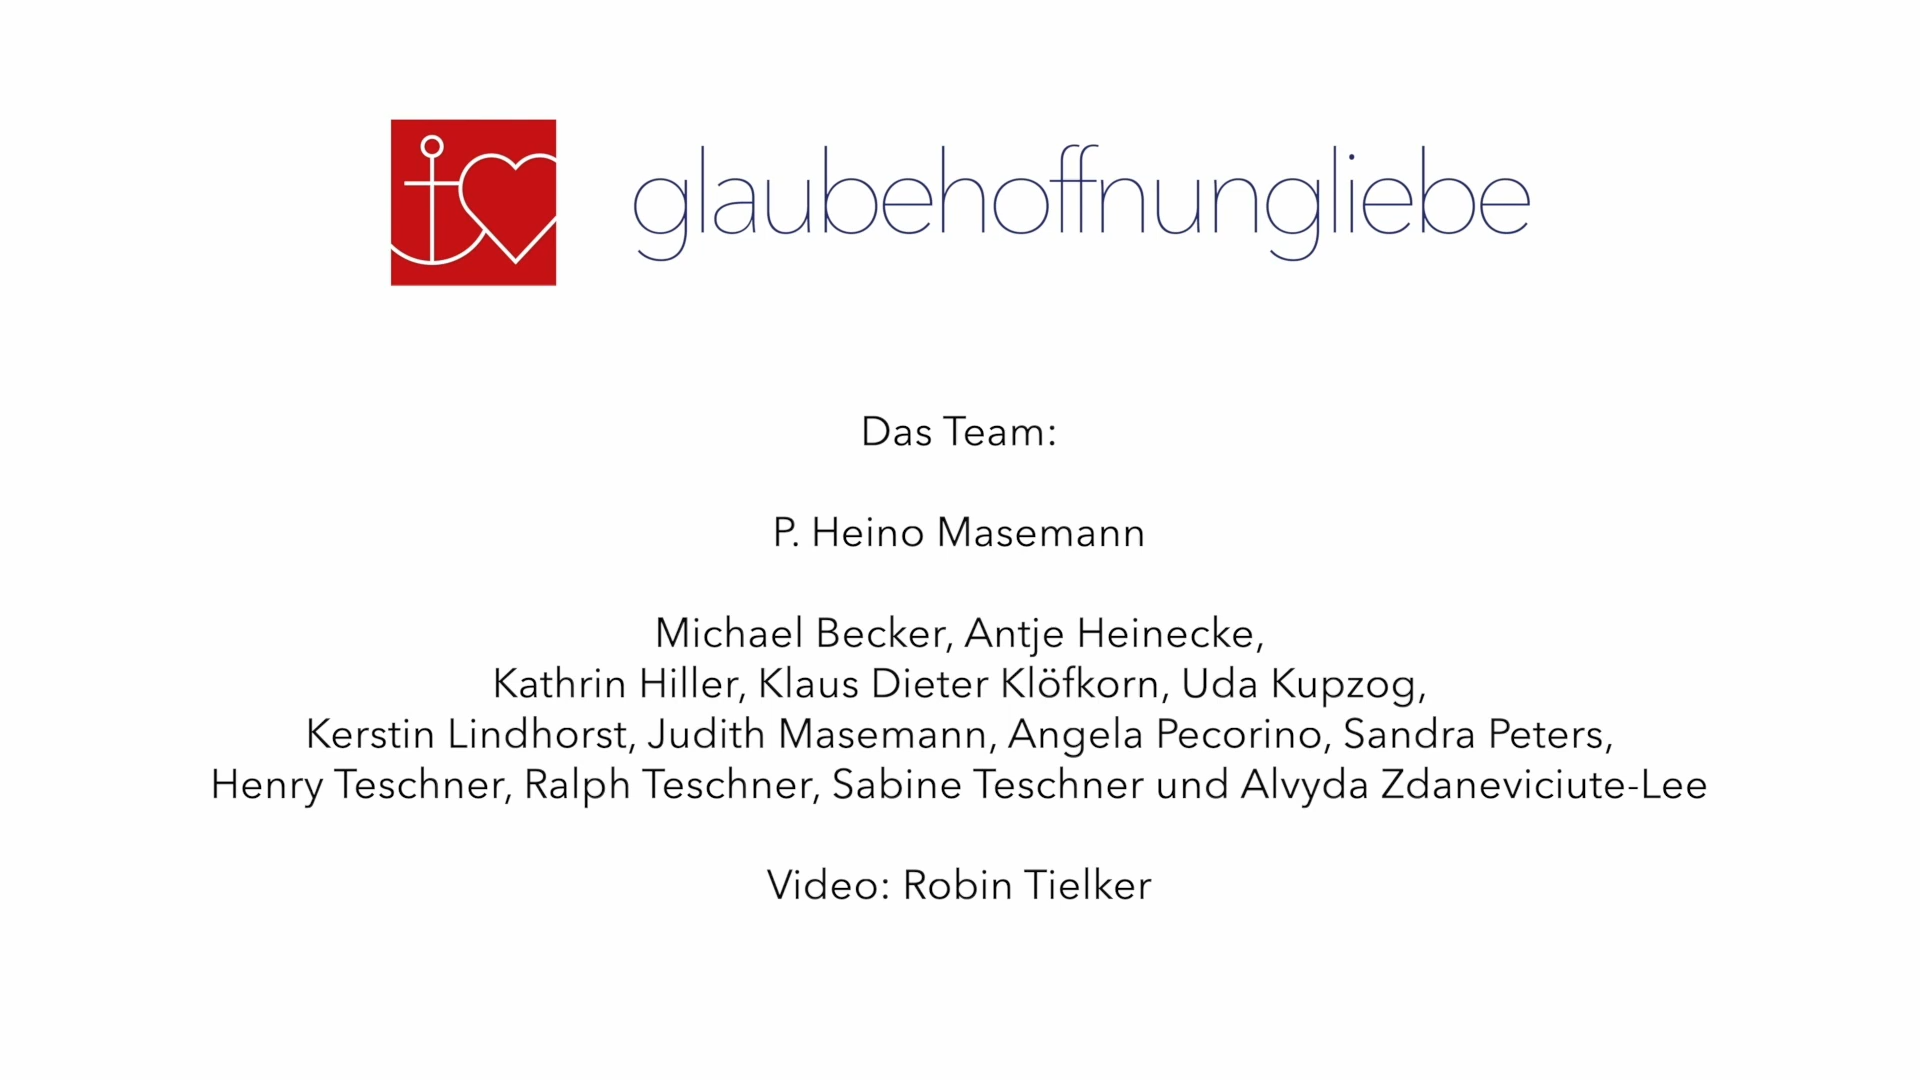 glaubehoffnungliebe
Das Team:
P. Heino Masemann
Michael Becker, Antje Heinecke,
Kathrin Hiller, Klaus Dieter Klöfkorn, Uda Kupzog,
Kerstin Lindhorst, Judith Masemann, Angela Pecorino, Sandra Peters,
Henry Teschner, Ralph Teschner, Sabine Teschner und Alvyda Zdaneviciute-Lee
Video: Robin Tielker